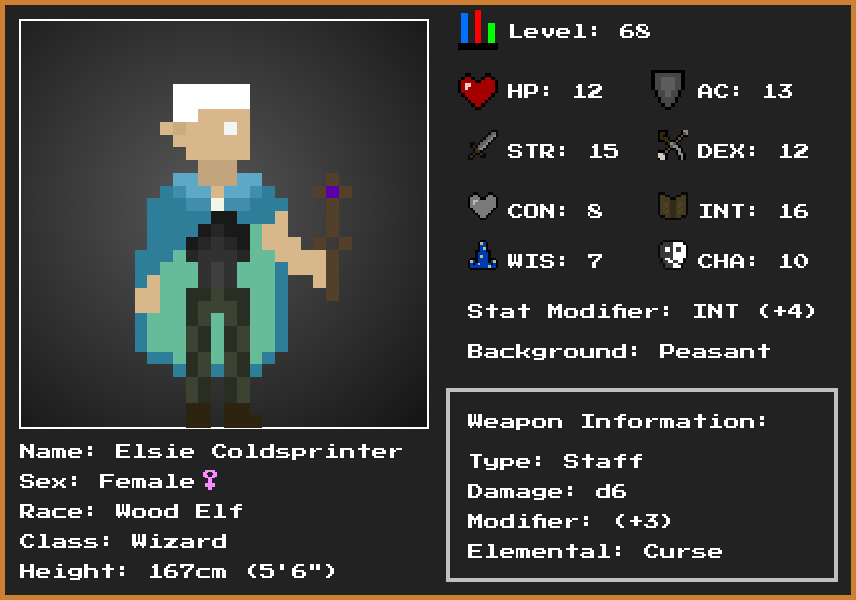 Level: 68
HP: 12 AC: 13
STR: 15 DEX: 12
CON: 8 INT: 16
WIS: 7 CHA: 10
Stat Modifier: INT (+4)
Background: Peasant
Weapon Information:
Type: Staff
Damage: d6
Modifier: (+3)
Elemental: Curse
Name: Elsie Coldsprinter
Sex: Female♀
Race: Wood Elf
Class: Wizard
Height: 167cm (5'6")